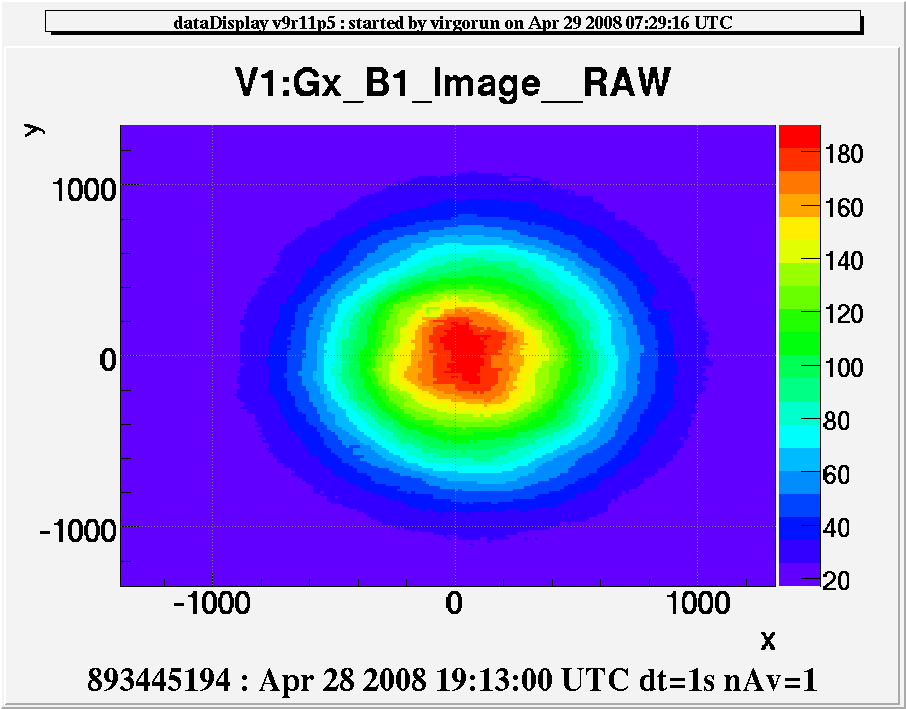 dataDisplay v9r11p5 : started by virgorun on Apr 29 2008 07:29:16 UTC
V1:Gx_B1_Image__RAW
y
1000
0
-1000
-1000 0 1000
x
180
160
140
120
100
80
60
40
20
893445194 : Apr 28 2008 19:13:00 UTC dt=1s nAv=1